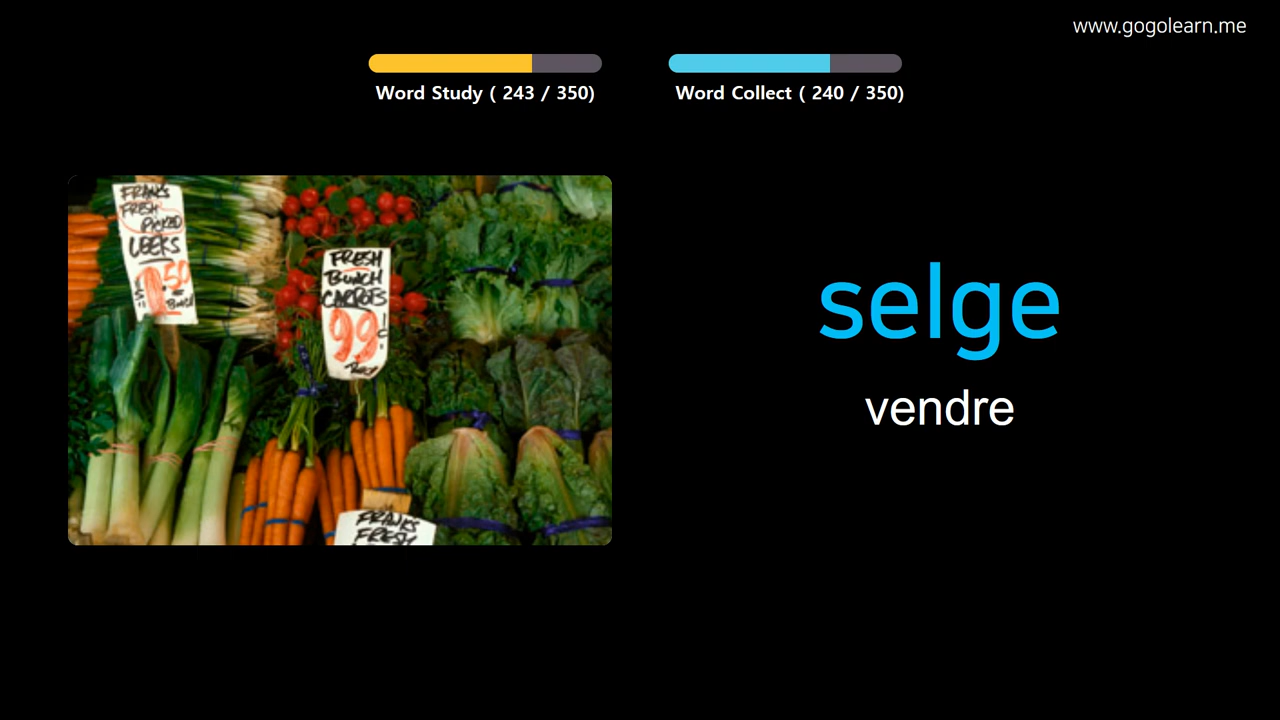 www.gogolearn.me
Word Study ( 243 / 350)
Word Collect ( 240 / 350)
FRANK'S
FRESH
PICKED
LEEKS
FRESH
BUNCH
CARROTS
99
FRANK'S
FRESH
selge
vendre